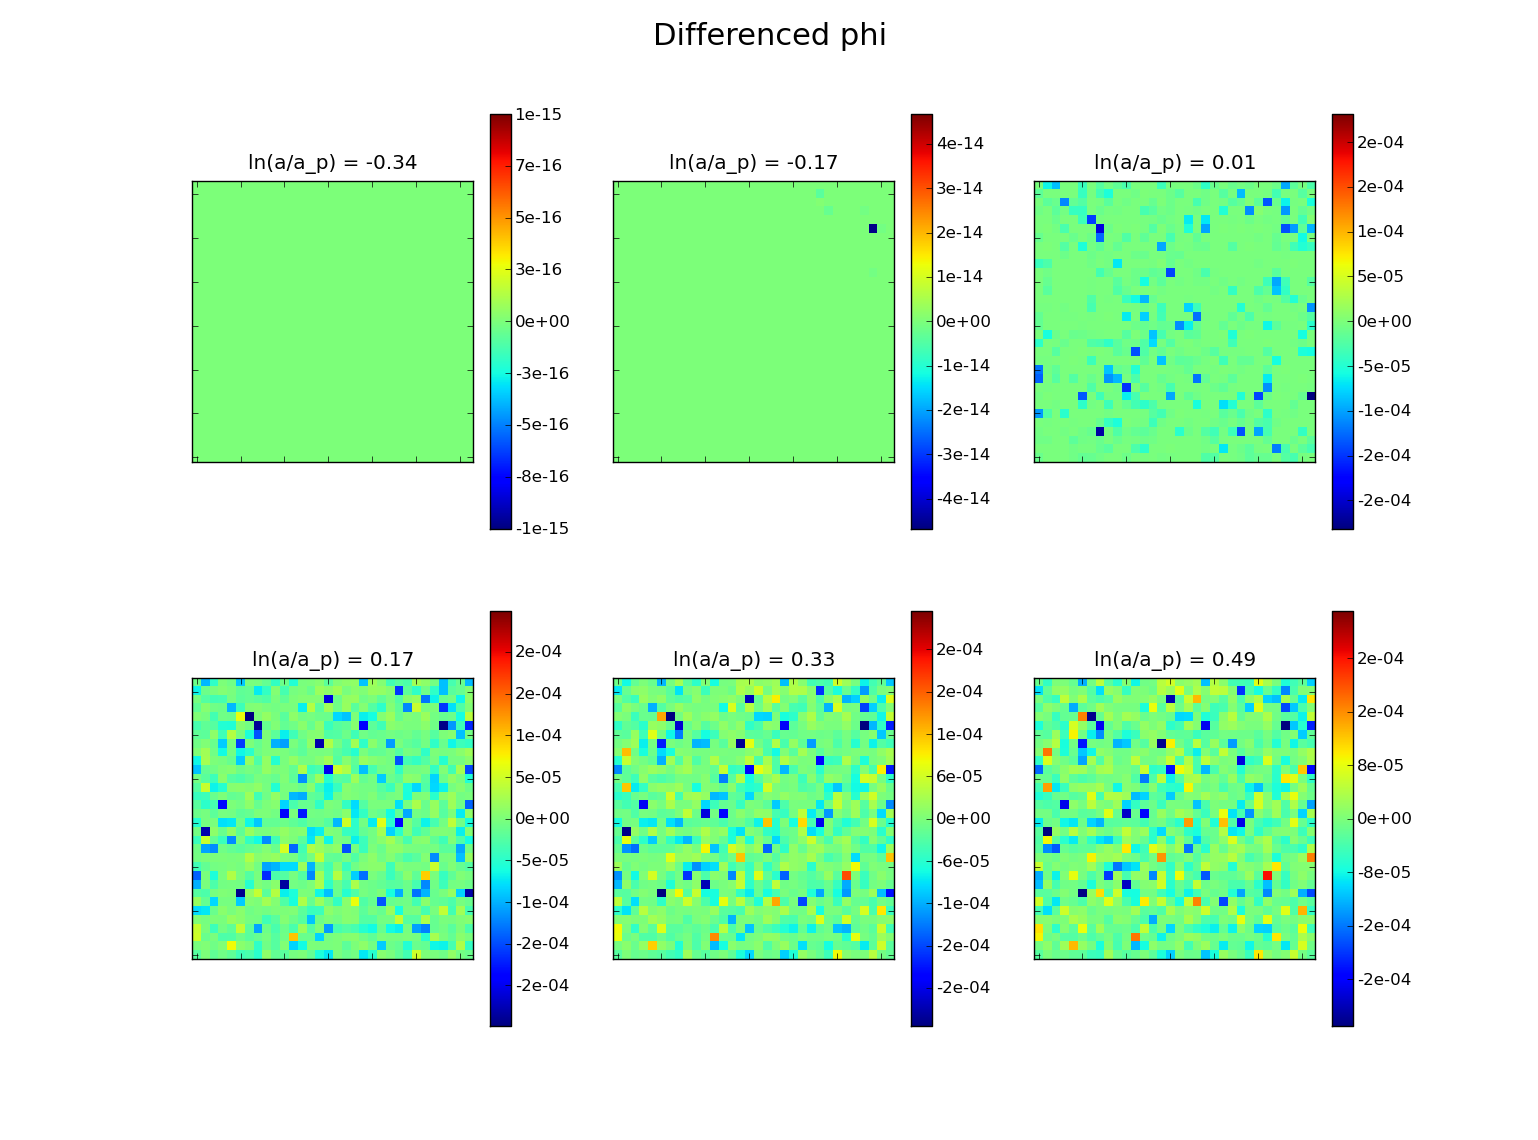 Differenced phi
ln(a/a_p) = -0.34
1e-15
7e-16
5e-16
3e-16
0e+00
-3e-16
-5e-16
-8e-16
-1e-15
ln(a/a_p) = -0.17
4e-14
3e-14
2e-14
1e-14
0e+00
-1e-14
-2e-14
-3e-14
-4e-14
ln(a/a_p) = 0.01
2e-04
2e-04
1e-04
5e-05
0e+00
-5e-05
-1e-04
-2e-04
-2e-04
ln(a/a_p) = 0.17
2e-04
2e-04
1e-04
5e-05
0e+00
-5e-05
-1e-04
-2e-04
-2e-04
ln(a/a_p) = 0.33
2e-04
2e-04
1e-04
6e-05
0e+00
-6e-05
-1e-04
-2e-04
-2e-04
ln(a/a_p) = 0.49
2e-04
2e-04
8e-05
0e+00
-8e-05
-2e-04
-2e-04